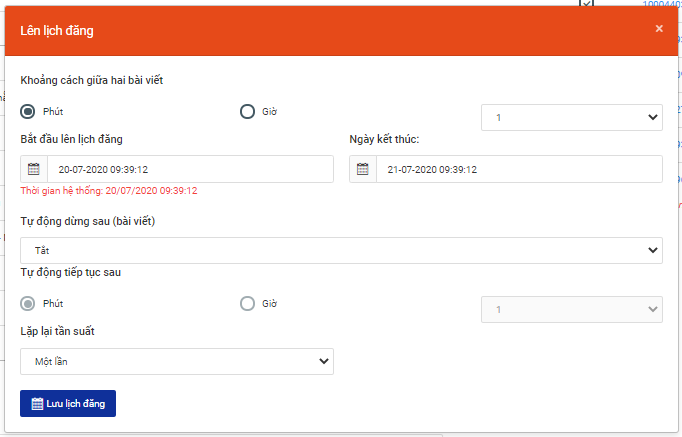 Lên lịch đăng ×
Khoảng cách giữa hai bài viết
Phút Giờ 1
Bắt đầu lên lịch đăng Ngày kết thúc:
20-07-2020 09:39:12 21-07-2020 09:39:12
Thời gian hệ thống: 20/07/2020 09:39:12
Tự động dừng sau (bài viết)
Tắt
Tự động tiếp tục sau
Phút Giờ 1
Lặp lại tần suất
Một lần
Lưu lịch đăng